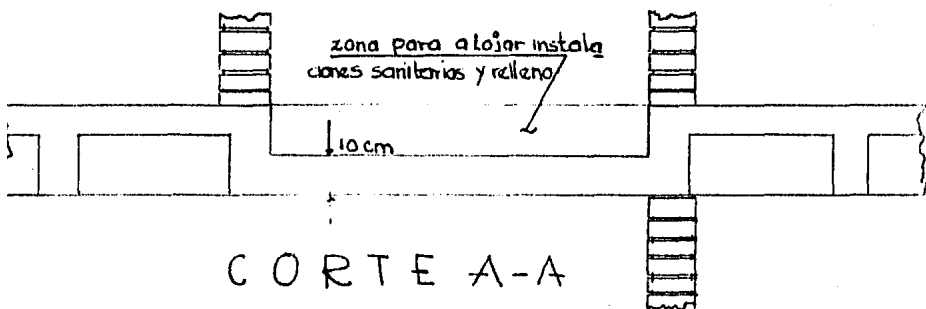 zona para alojar instala
ciones sanitarias y relleno
10 cm
CORTE A-A